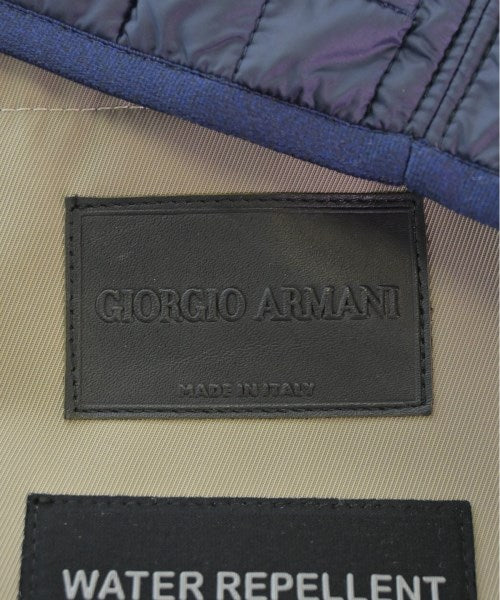 GIORGIO ARMANI
MADE IN ITALY
WATER REPELLENT